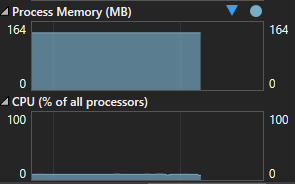 Process Memory (MB)
164 164
0 0
CPU (% of all processors)
100 100
0 0